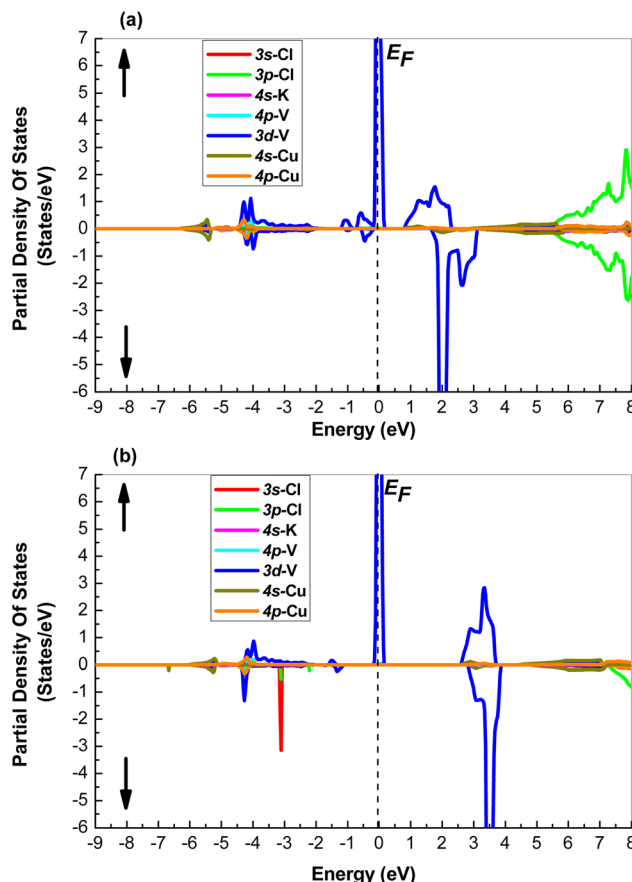 (a)
7
6
5
4
3
2
1
0
-1
-2
-3
-4
-5
-6
Partial Density Of States
(States/eV)
3s-Cl
3p-Cl
4s-K
4p-V
3d-V
4s-Cu
4p-Cu
E_F
-9 -8 -7 -6 -5 -4 -3 -2 -1 0 1 2 3 4 5 6 7 8
Energy (eV)
(b)
7
6
5
4
3
2
1
0
-1
-2
-3
-4
-5
-6
Partial Density Of States
(States/eV)
3s-Cl
3p-Cl
4s-K
4p-V
3d-V
4s-Cu
4p-Cu
E_F
-9 -8 -7 -6 -5 -4 -3 -2 -1 0 1 2 3 4 5 6 7 8
Energy (eV)